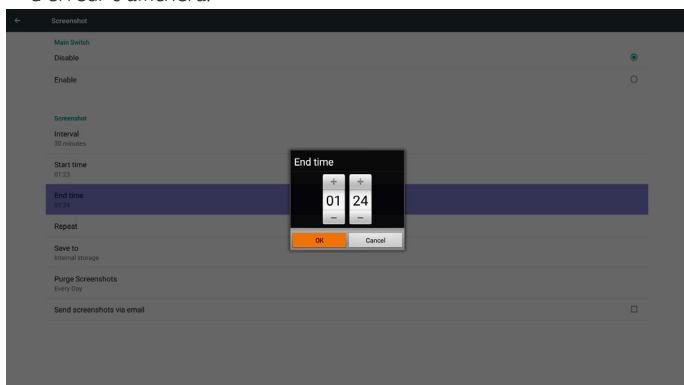 ← Screenshot
Main Switch
Disable
Enable
Screenshot
Interval
30 minutes
Start time
01:23
End time
01:24
Repeat
Save to
Internal storage
Purge Screenshots
Every Day
Send screenshots via email
End time
+ +
01 24
− −
OK Cancel